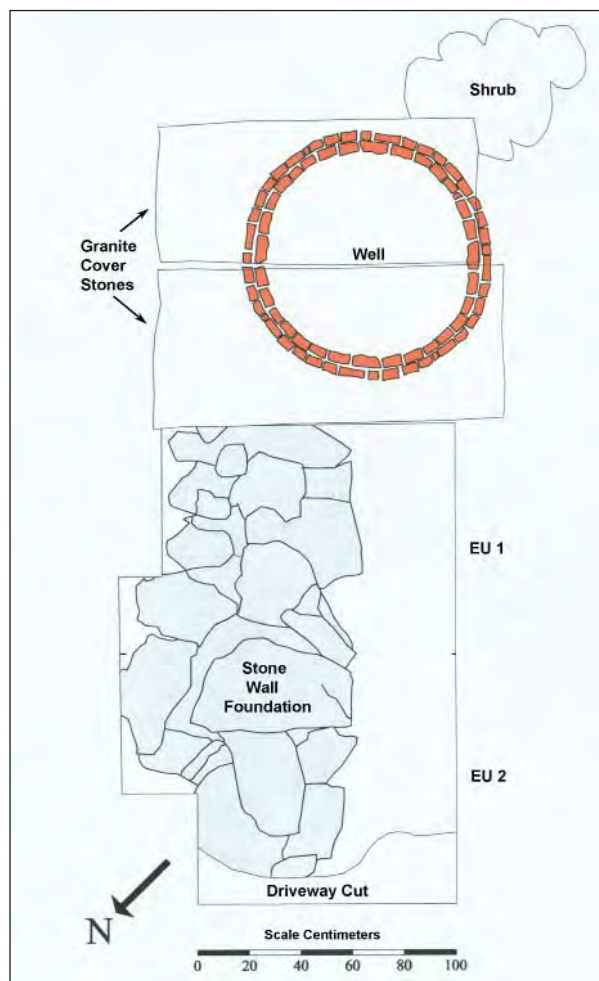 Shrub
Well
Granite
Cover
Stones
EU 1
Stone
Wall
Foundation
EU 2
Driveway Cut
N
Scale Centimeters
0 20 40 60 80 100